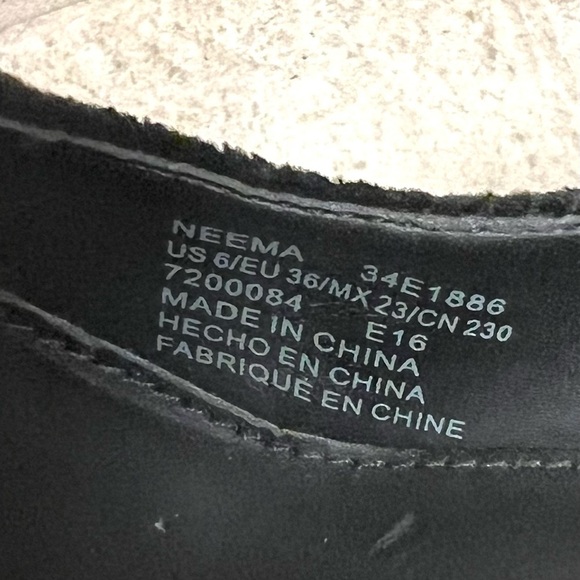 NEEMA 34E1886
US 6/EU 36/MX 23/CN 230
7200084 E16
MADE IN CHINA
HECHO EN CHINA
FABRIQUE EN CHINE